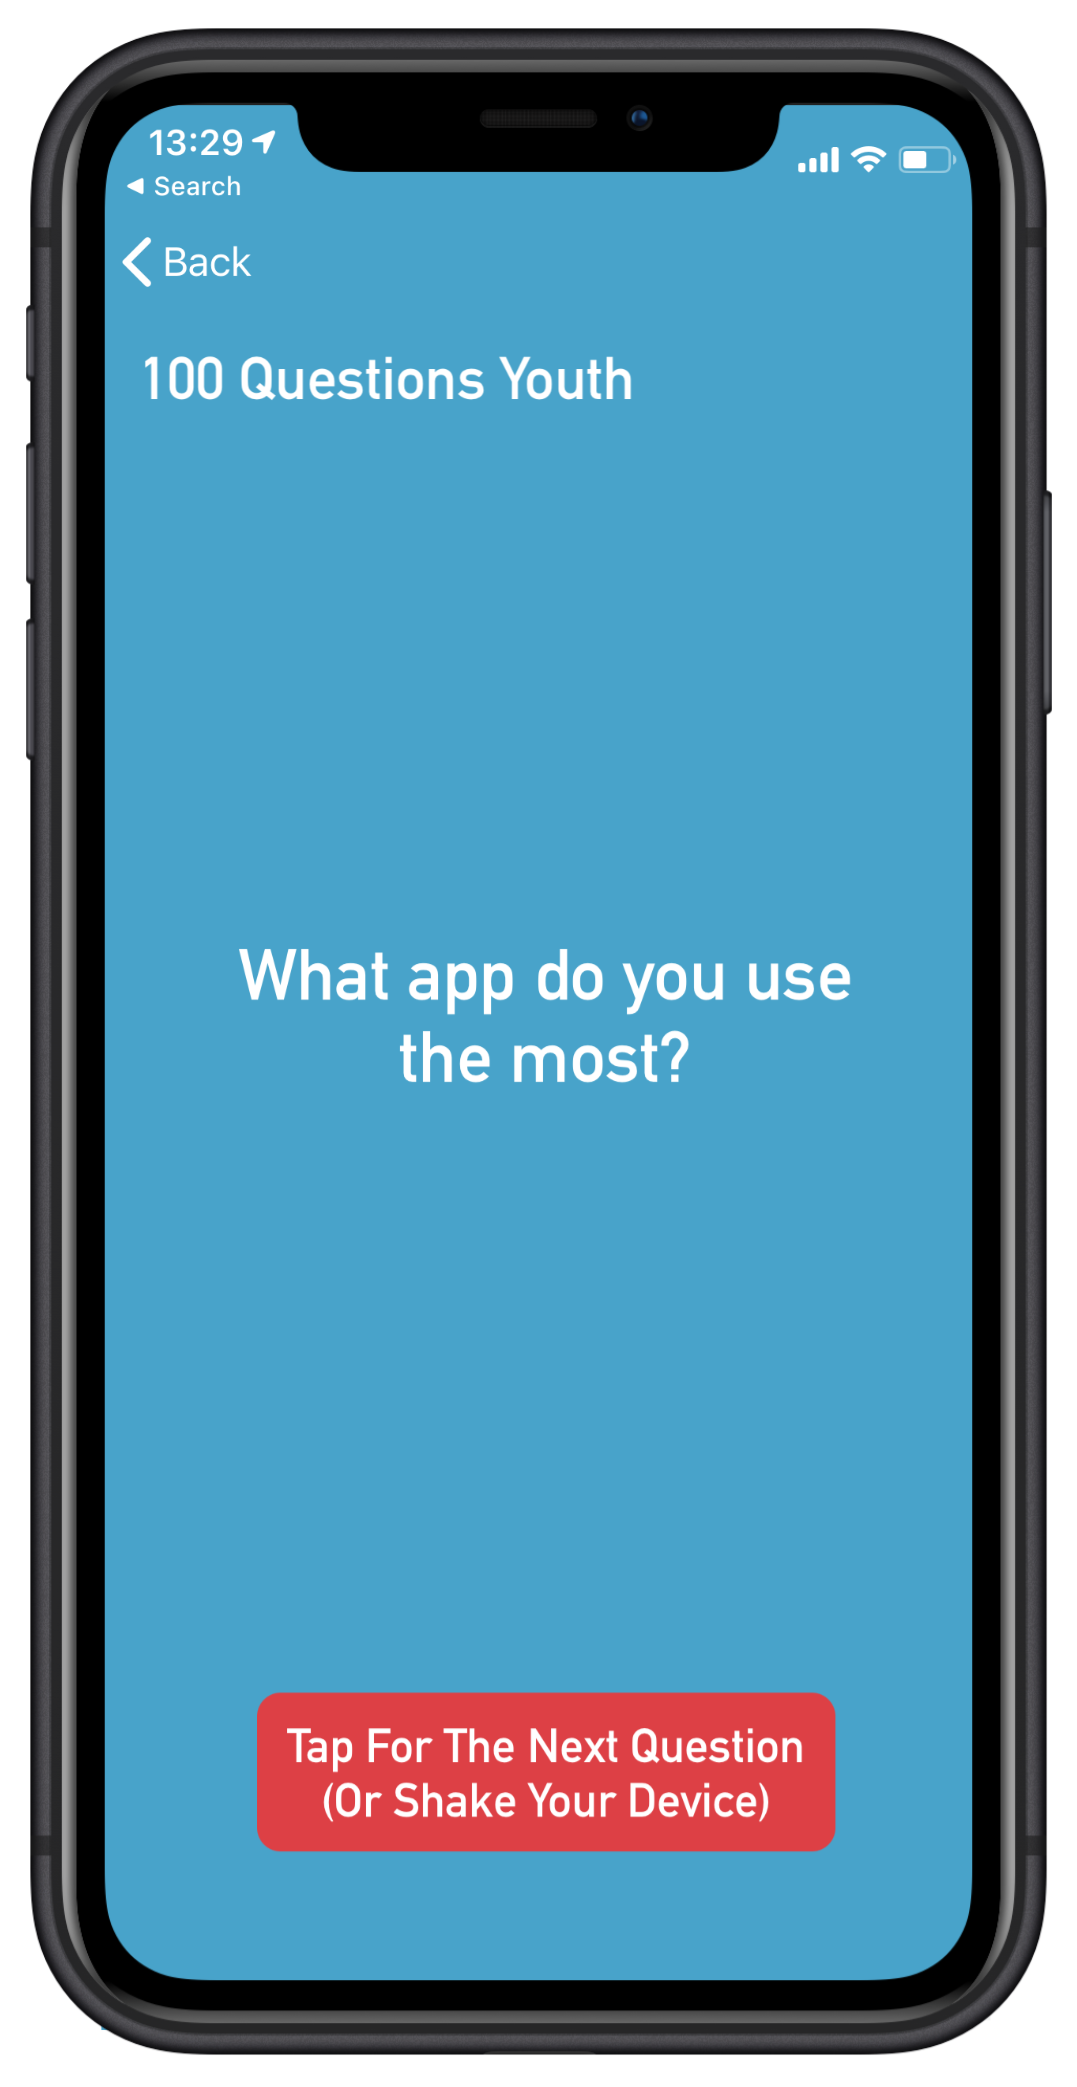 13:29
Search
Back
100 Questions Youth
What app do you use
the most?
Tap For The Next Question
(Or Shake Your Device)